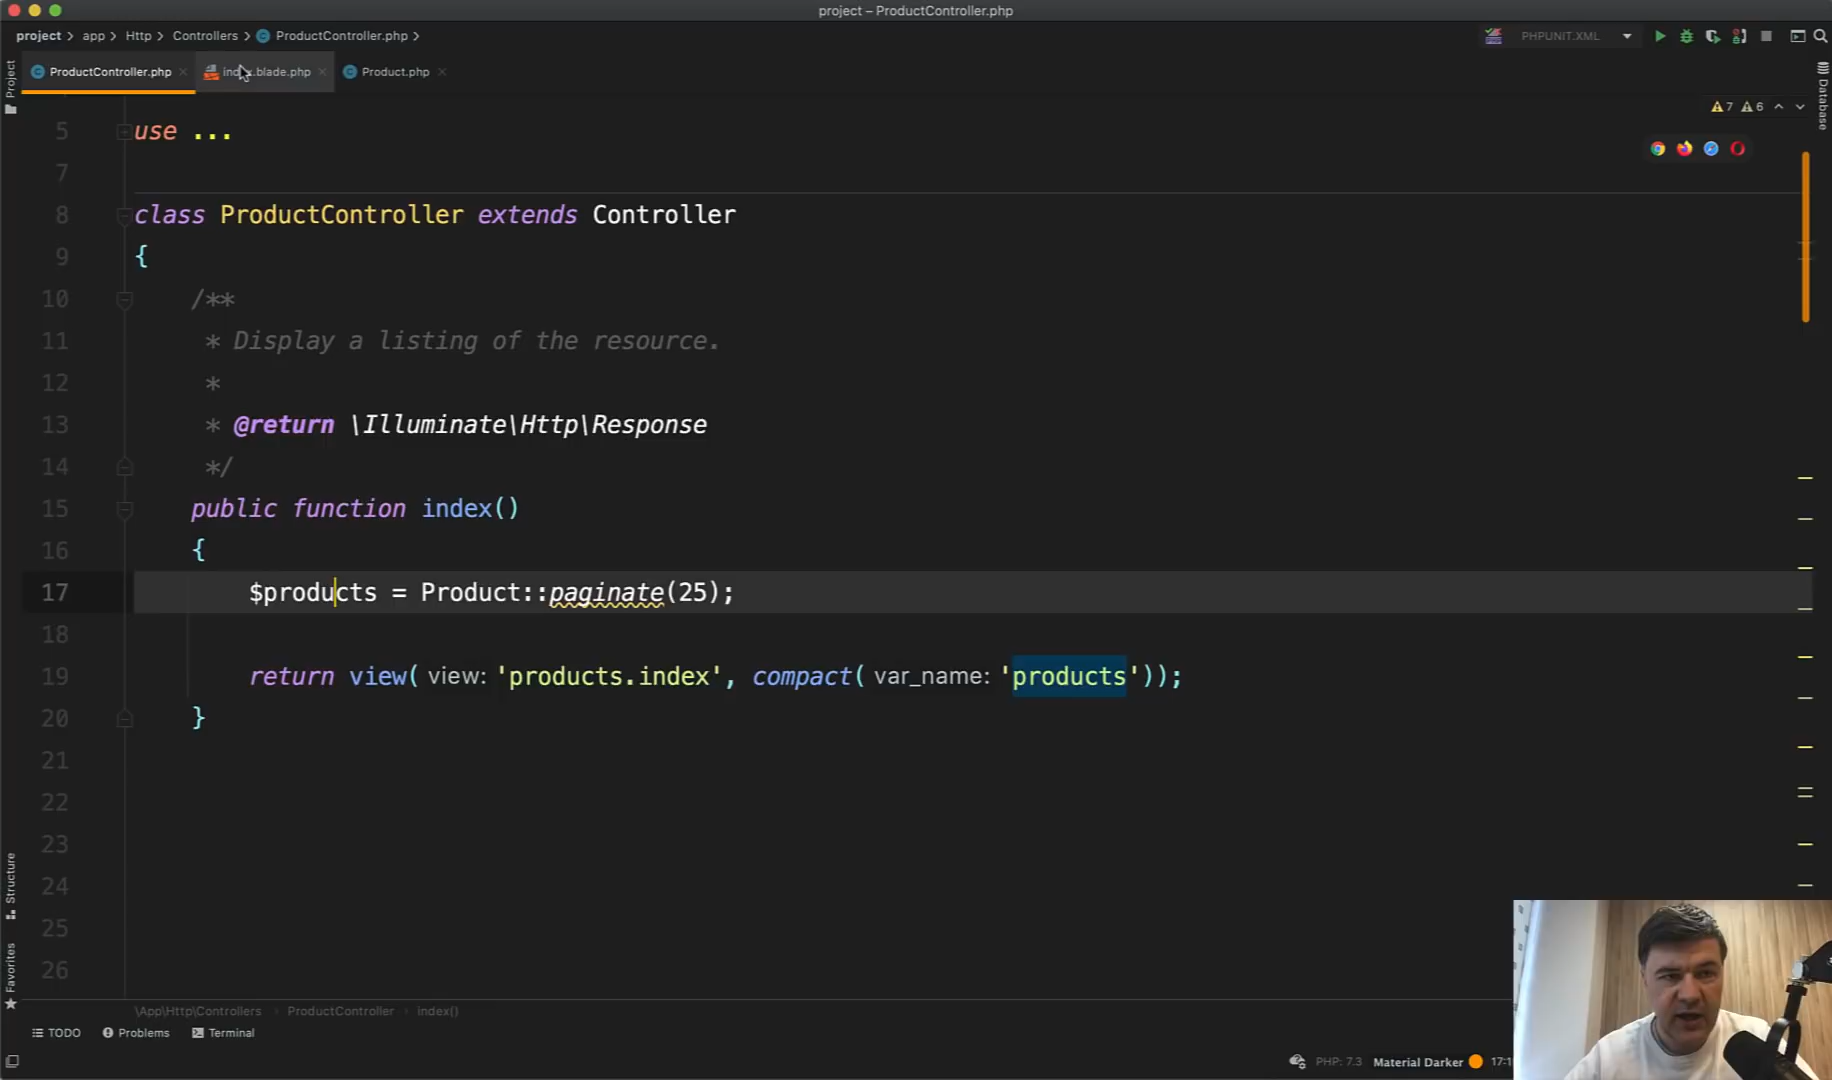 project – ProductController.php
project > app > Http > Controllers > ProductController.php >
PHPUNIT.XML
Project
ProductController.php
index.blade.php
Product.php
Database
7 6
5 use ...
7
8 class ProductController extends Controller
9 {
10 /**
11 * Display a listing of the resource.
12 *
13 * @return \Illuminate\Http\Response
14 */
15 public function index()
16 {
17 $products = Product::paginate(25);
18
19 return view( view: 'products.index', compact( var_name: 'products'));
20 }
21
22
23
24
25
26
Structure
Favorites
\App\Http\Controllers > ProductController > index()
TODO Problems Terminal
PHP: 7.3 Material Darker